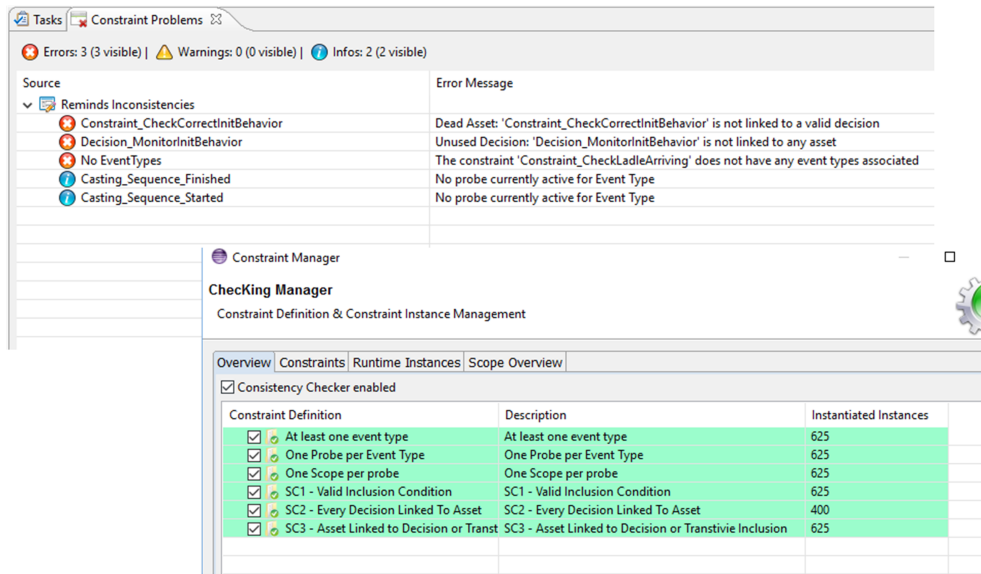 Tasks Constraint Problems
Errors: 3 (3 visible) | Warnings: 0 (0 visible) | Infos: 2 (2 visible)
Source Error Message
Reminds Inconsistencies
Constraint_CheckCorrectInitBehavior Dead Asset: 'Constraint_CheckCorrectInitBehavior' is not linked to a valid decision
Decision_MonitorInitBehavior Unused Decision: 'Decision_MonitorInitBehavior' is not linked to any asset
No EventTypes The constraint 'Constraint_CheckLadleArriving' does not have any event types associated
Casting_Sequence_Finished No probe currently active for Event Type
Casting_Sequence_Started No probe currently active for Event Type
Constraint Manager
ChecKing Manager
Constraint Definition & Constraint Instance Management
Overview Constraints Runtime Instances Scope Overview
Consistency Checker enabled
Constraint Definition Description Instantiated Instances
At least one event type At least one event type 625
One Probe per Event Type One Probe per Event Type 625
One Scope per probe One Scope per probe 625
SC1 - Valid Inclusion Condition SC1 - Valid Inclusion Condition 625
SC2 - Every Decision Linked To Asset SC2 - Every Decision Linked To Asset 400
SC3 - Asset Linked to Decision or Transt SC3 - Asset Linked to Decision or Transtivie Inclusion 625